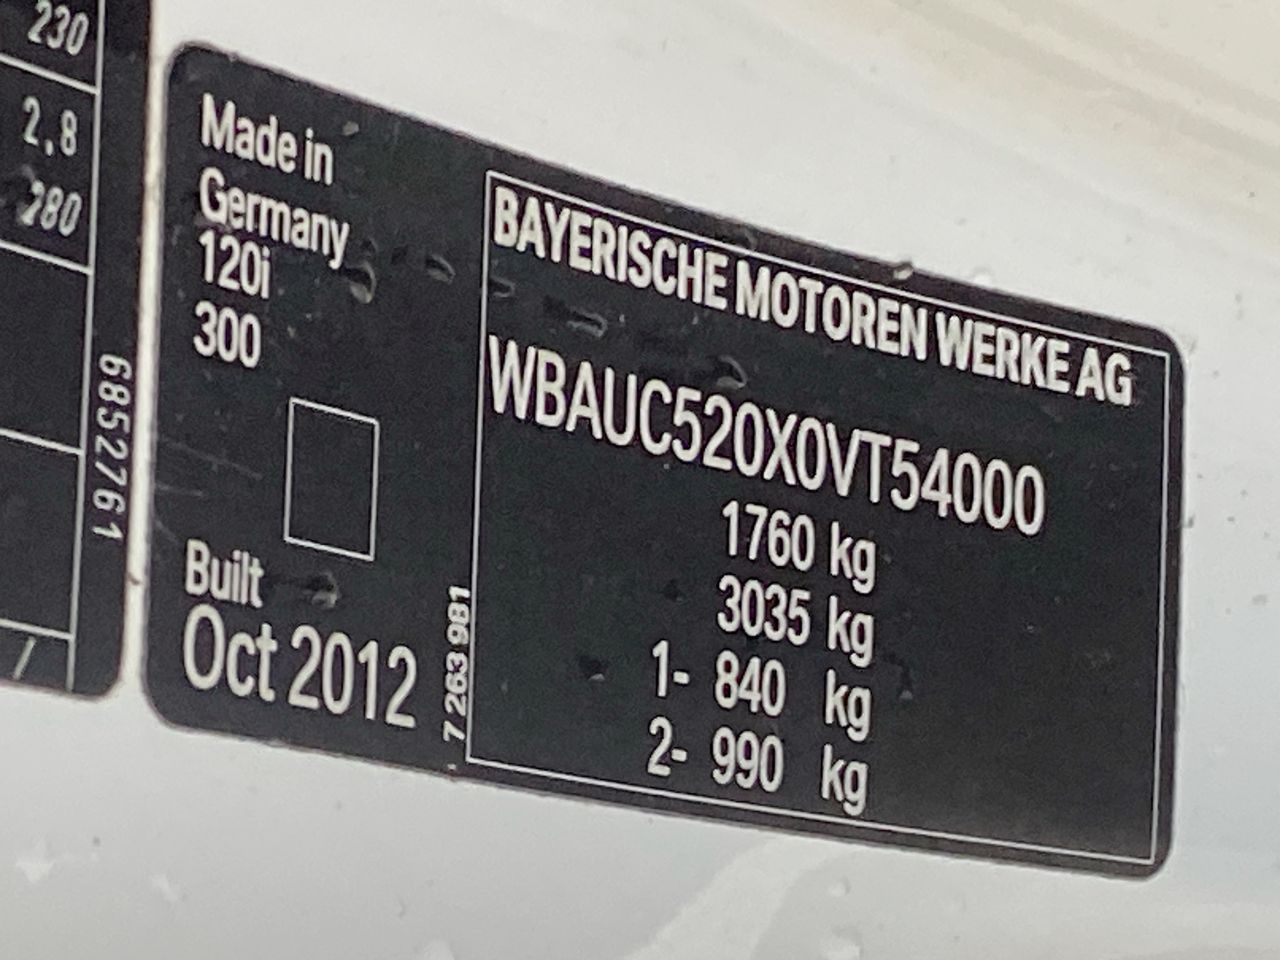 230
2.8
280
6852761
Made in
Germany
120i
300
Built
Oct 2012
7 263 981
BAYERISCHE MOTOREN WERKE AG
WBAUC520X0VT54000
1760 kg
3035 kg
1- 840 kg
2- 990 kg